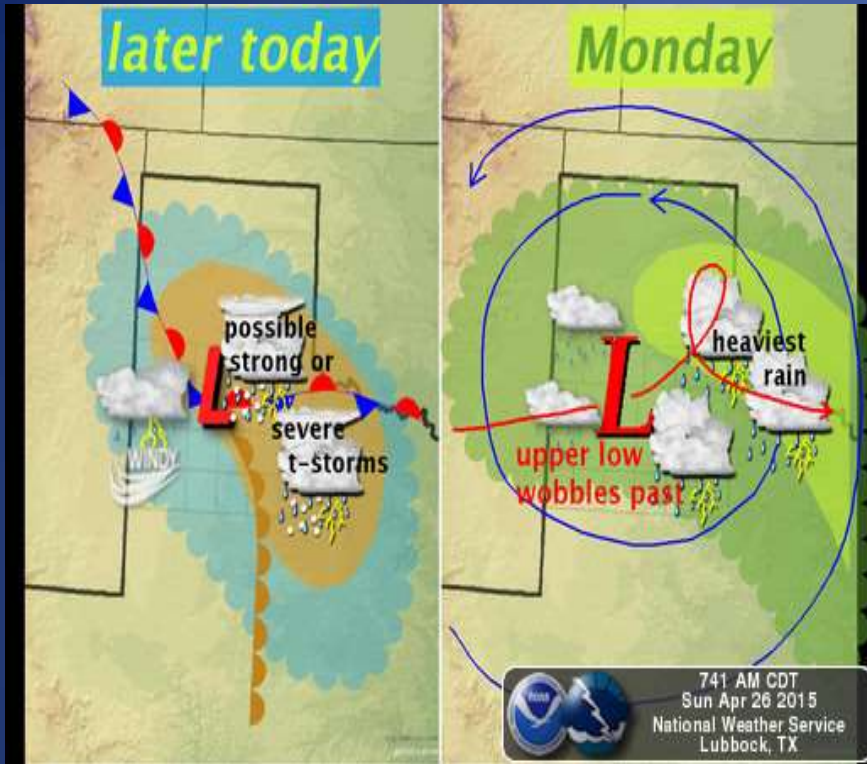 later today
possible
strong or
L
severe
t-storms
WINDY
Monday
heaviest
rain
L
upper low
wobbles past
NOAA
741 AM CDT
Sun Apr 26 2015
National Weather Service
Lubbock, TX